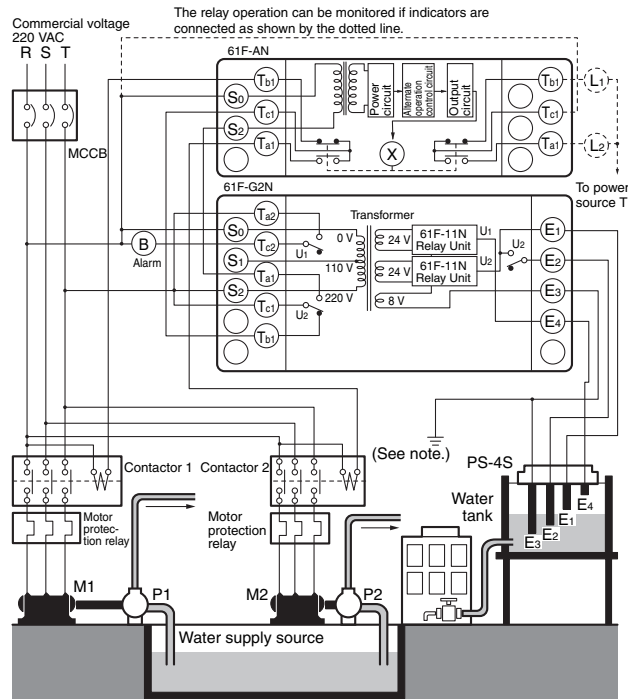 The relay operation can be monitored if indicators are
connected as shown by the dotted line.
Commercial voltage
220 VAC
R S T
MCCB
61F-AN
Tb1
S0
Tc1
S2
Ta1
Power
circuit
Alternate
operation
control circuit
Output
circuit
X
Tb1
Tc1
Ta1
L1
L2
To power
source T
61F-G2N
Ta2
S0
Tc2
S1
Ta1
S2
Tc1
Tb1
B
Alarm
U1
U2
Transformer
0 V
110 V
220 V
24 V
24 V
8 V
61F-11N
Relay Unit
61F-11N
Relay Unit
U1
U2
U2
E1
E2
E3
E4
(See note.)
Contactor 1
Contactor 2
Motor
protec-
tion relay
Motor
protection
relay
M1
P1
M2
P2
Water supply source
PS-4S
Water
tank
E4
E1
E2
E3